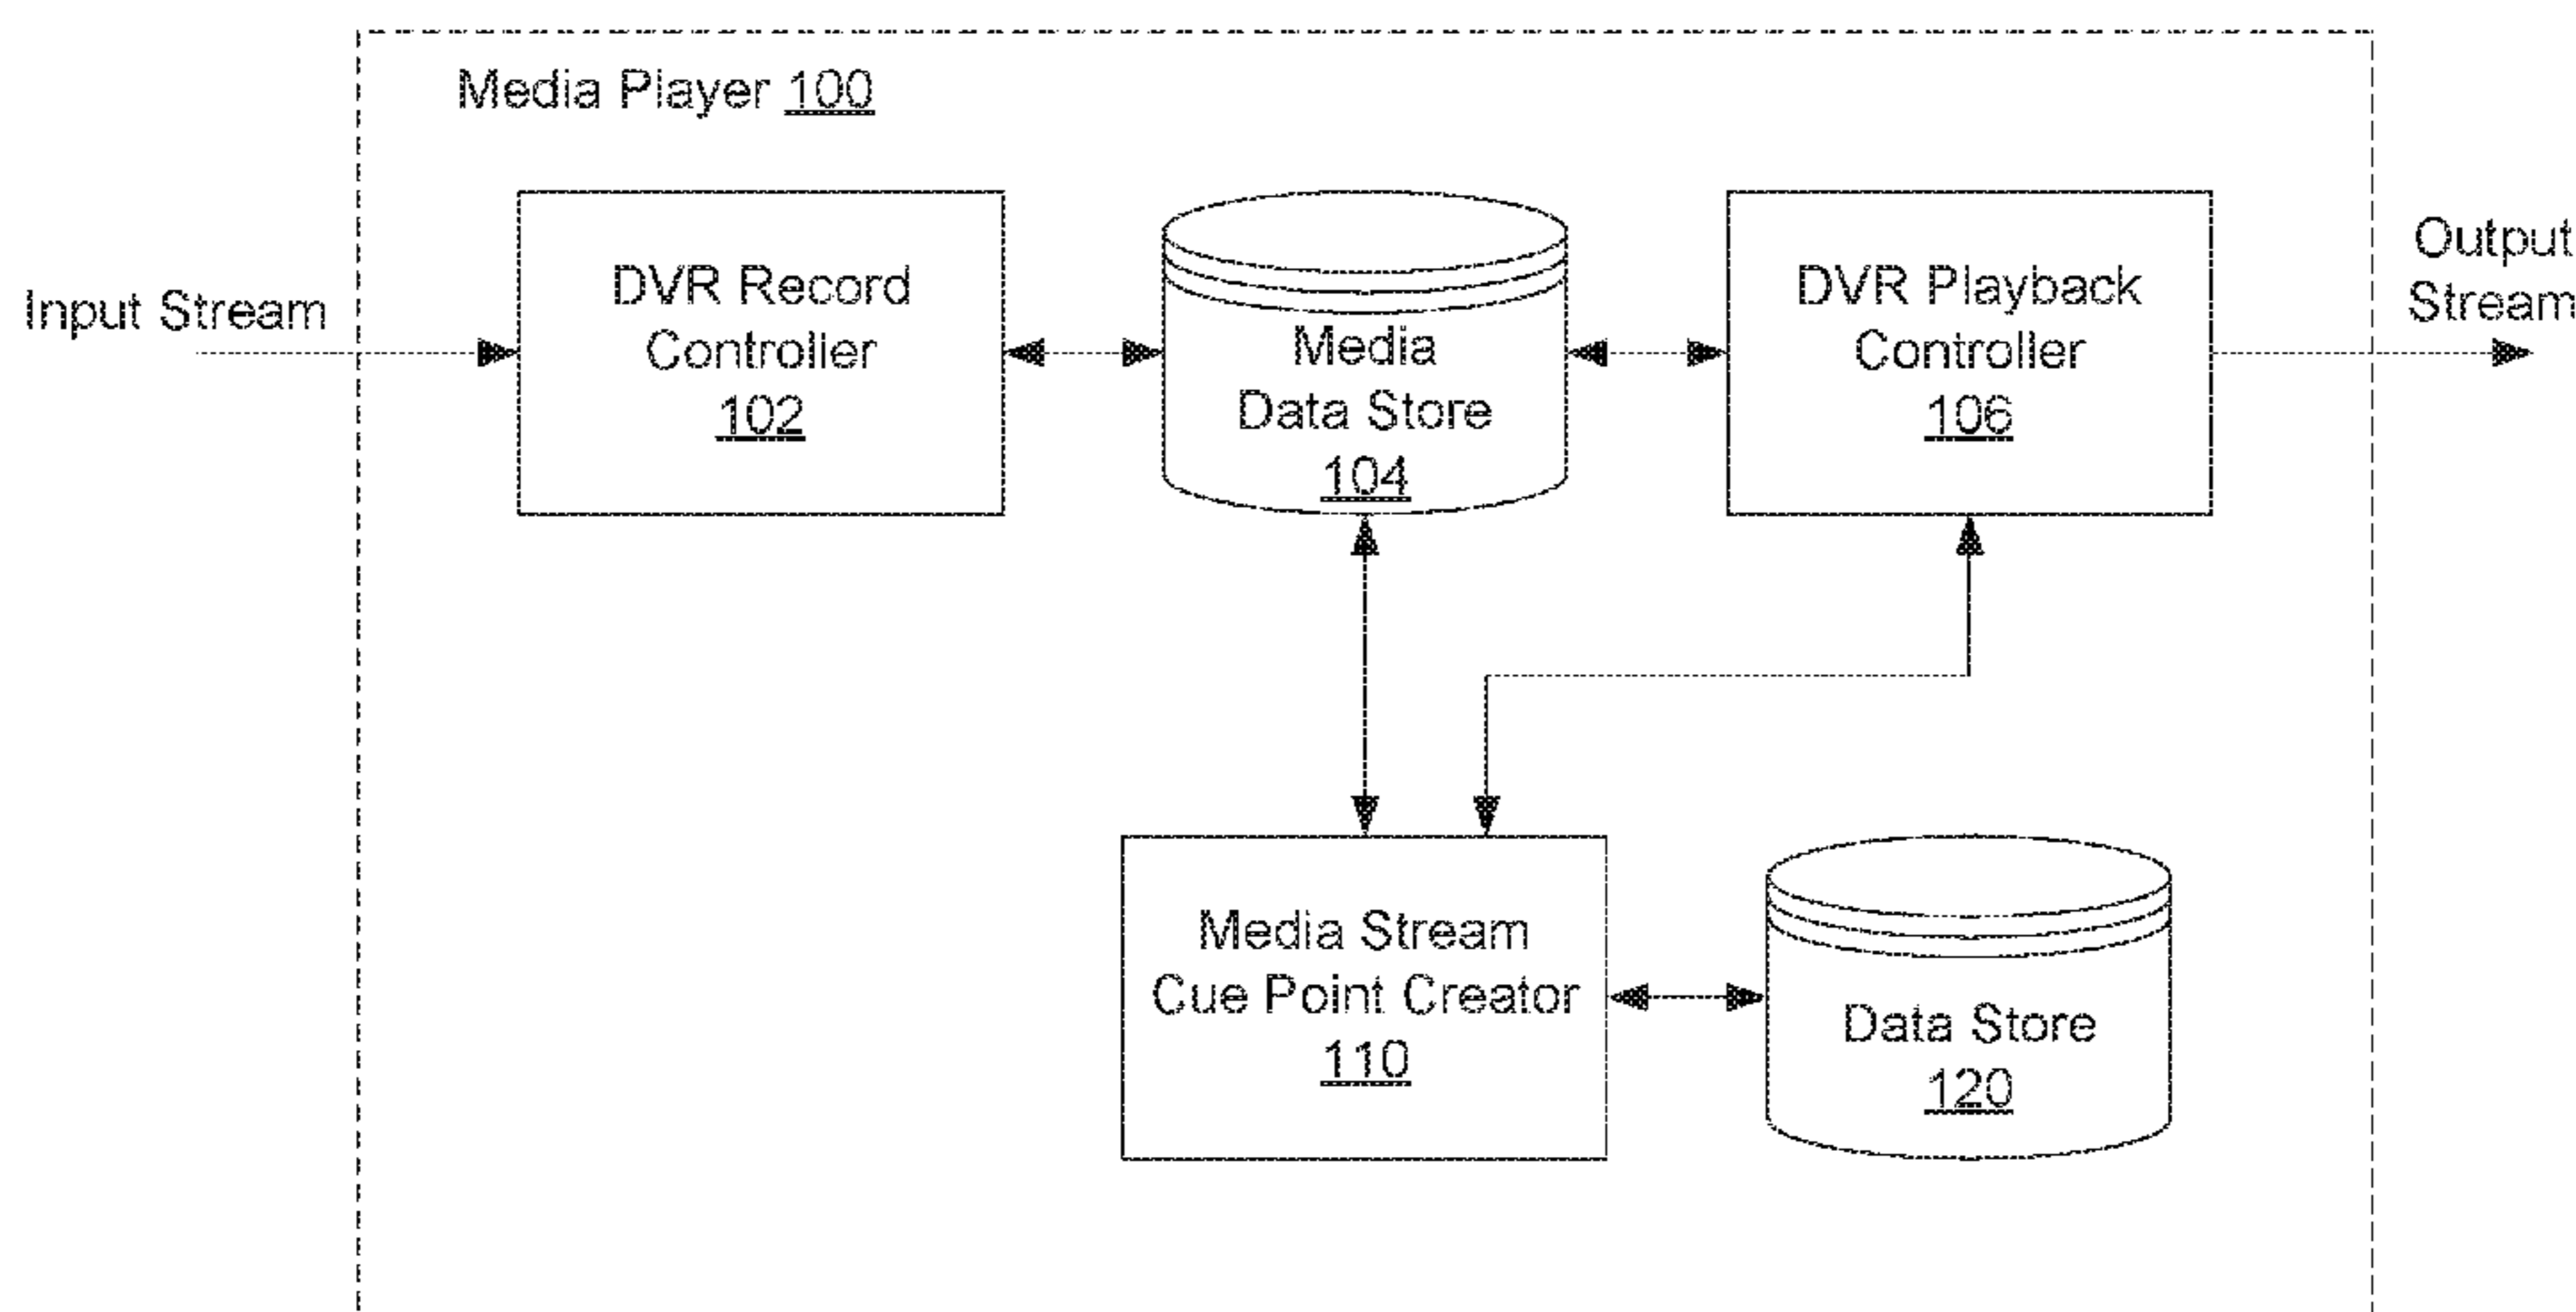 Media Player 100
Input Stream
DVR Record
Controller
102
Media
Data Store
104
DVR Playback
Controller
106
Output
Stream
Media Stream
Cue Point Creator
110
Data Store
120